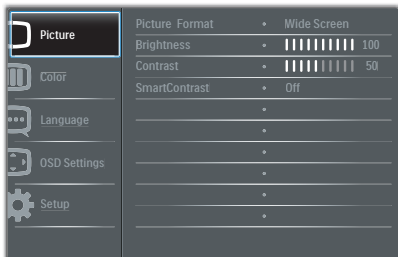 Picture
Color
Language
OSD Settings
Setup
Picture Format • Wide Screen
Brightness • 100
Contrast • 50
SmartContrast • Off
•
•
•
•
•
•